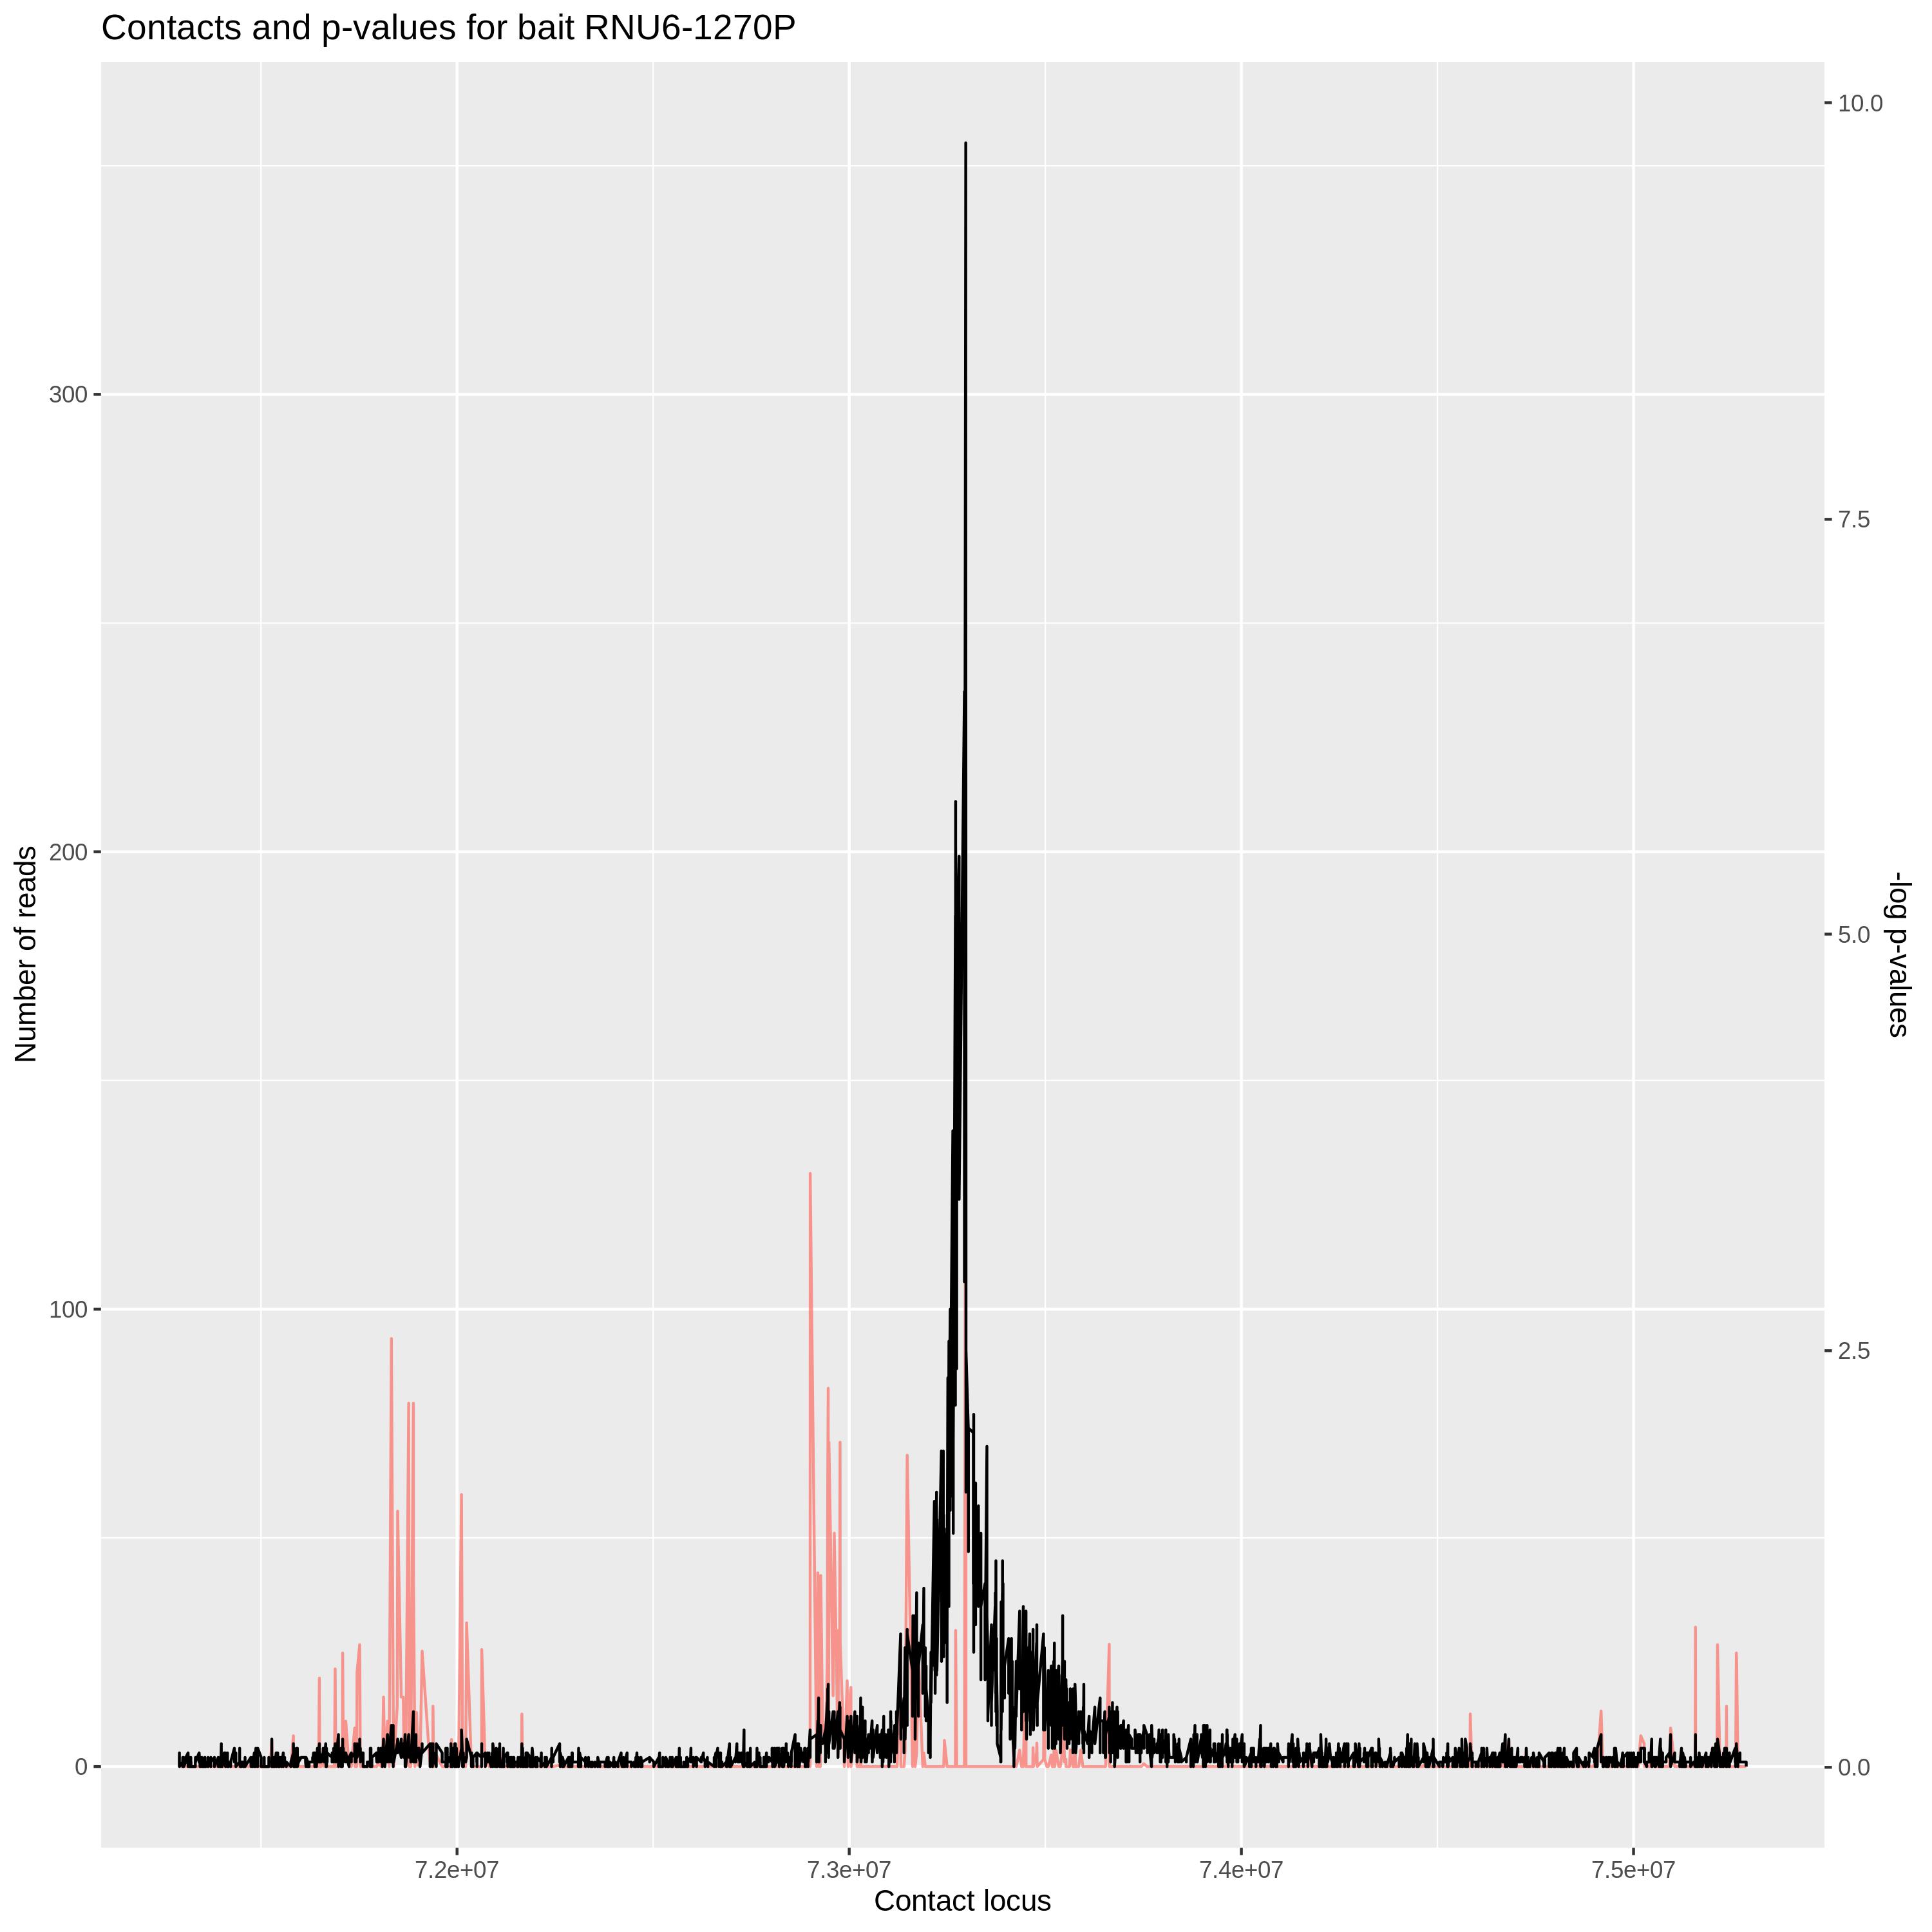 Contacts and p-values for bait RNU6-1270P
10.0
300
7.5
200
5.0
Number of reads
-log p-values
100
2.5
0
0.0
7.2e+07 7.3e+07 7.4e+07 7.5e+07
Contact locus